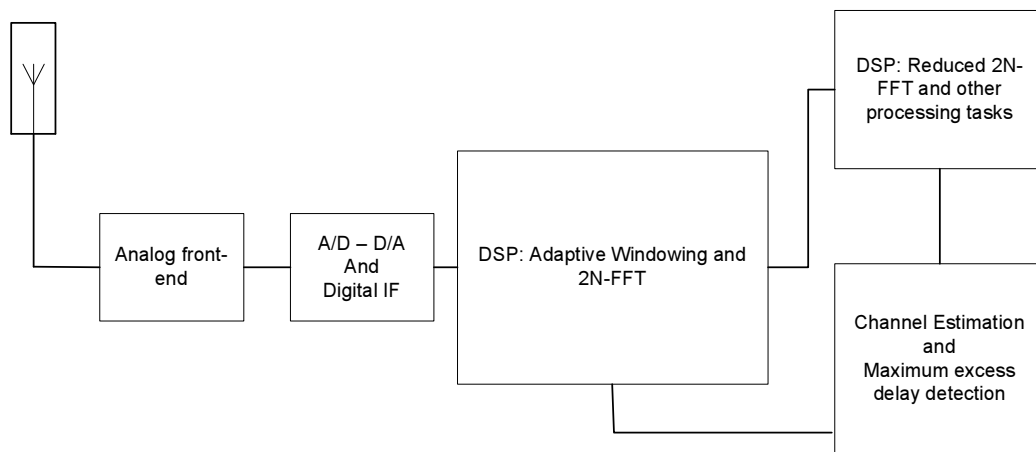 Analog front-
end
A/D – D/A
And
Digital IF
DSP: Adaptive Windowing and
2N-FFT
DSP: Reduced 2N-
FFT and other
processing tasks
Channel Estimation
and
Maximum excess
delay detection